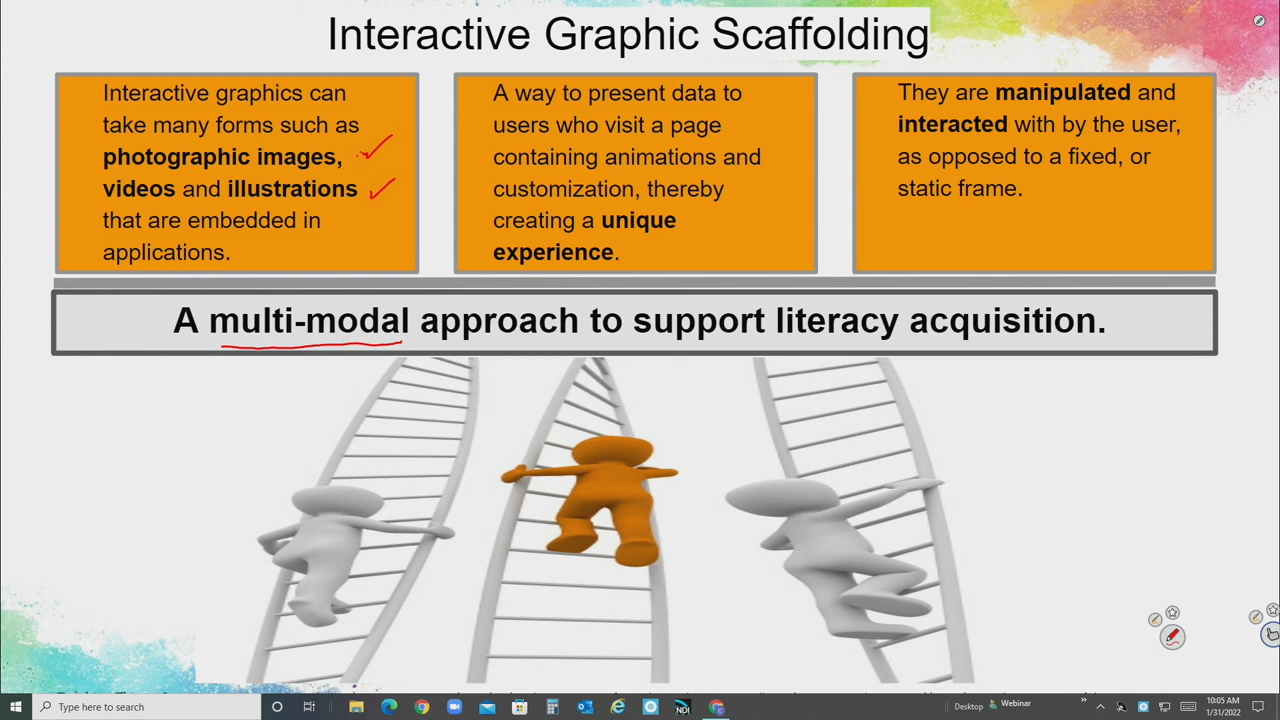 Interactive Graphic Scaffolding
Interactive graphics can
take many forms such as
photographic images,
videos and illustrations
that are embedded in
applications.
A way to present data to
users who visit a page
containing animations and
customization, thereby
creating a unique
experience.
They are manipulated and
interacted with by the user,
as opposed to a fixed, or
static frame.
A multi-modal approach to support literacy acquisition.
Type here to search
NDI
Desktop
Webinar
10:05 AM
1/31/2022